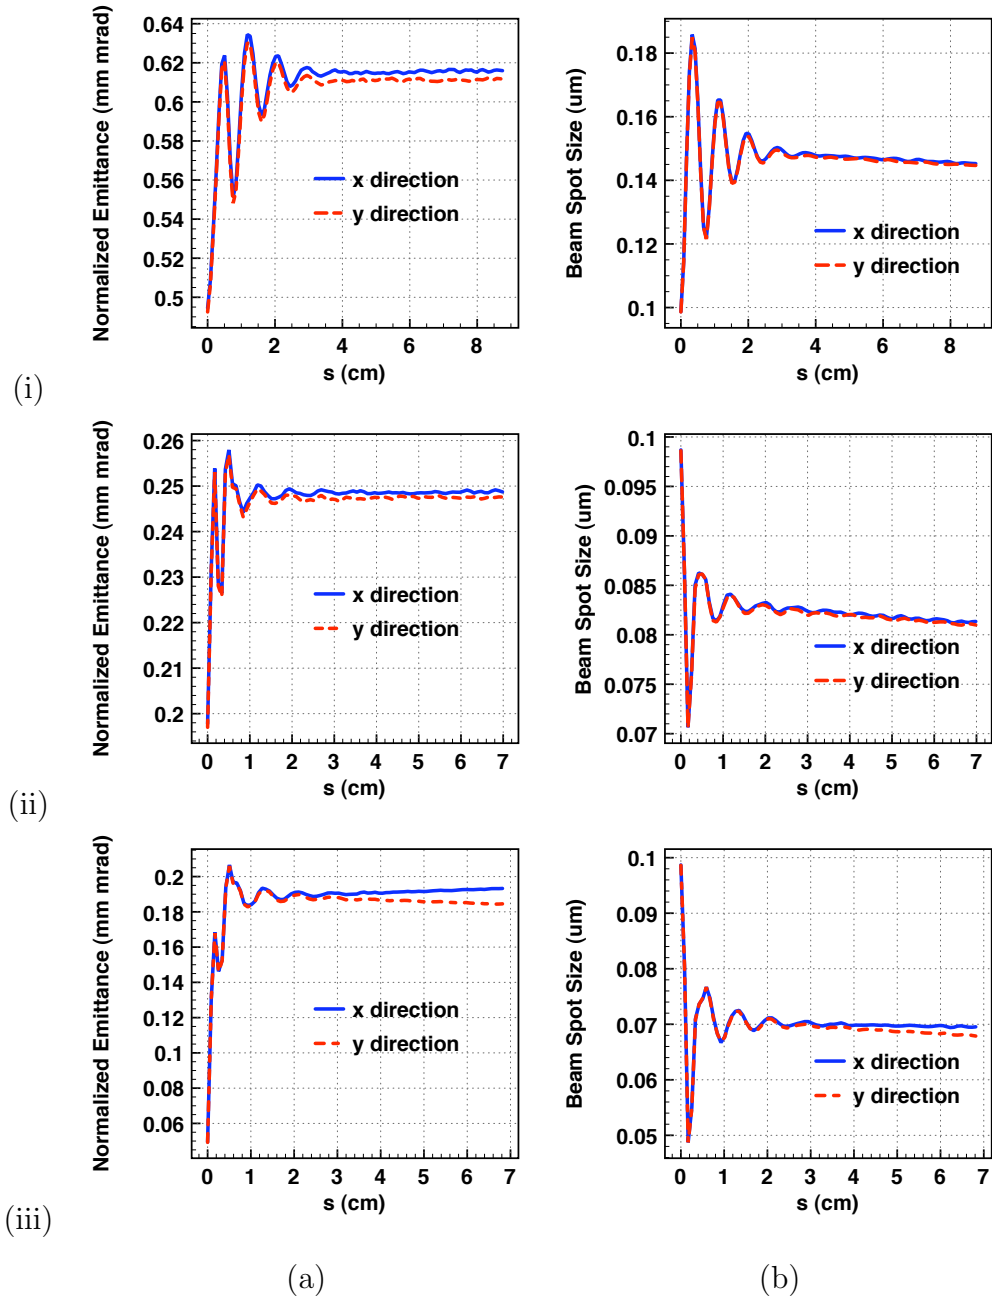 (i)
Normalized Emittance (mm mrad)
0.64
0.62
0.6
0.58
0.56
0.54
0.52
0.5
x direction
y direction
0 2 4 6 8
s (cm)
Beam Spot Size (um)
0.18
0.16
0.14
0.12
0.1
x direction
y direction
0 2 4 6 8
s (cm)
(ii)
Normalized Emittance (mm mrad)
0.26
0.25
0.24
0.23
0.22
0.21
0.2
x direction
y direction
0 1 2 3 4 5 6 7
s (cm)
Beam Spot Size (um)
0.1
0.095
0.09
0.085
0.08
0.075
0.07
x direction
y direction
0 1 2 3 4 5 6 7
s (cm)
(iii)
Normalized Emittance (mm mrad)
0.2
0.18
0.16
0.14
0.12
0.1
0.08
0.06
x direction
y direction
0 1 2 3 4 5 6 7
s (cm)
Beam Spot Size (um)
0.1
0.09
0.08
0.07
0.06
0.05
x direction
y direction
0 1 2 3 4 5 6 7
s (cm)
(a)
(b)